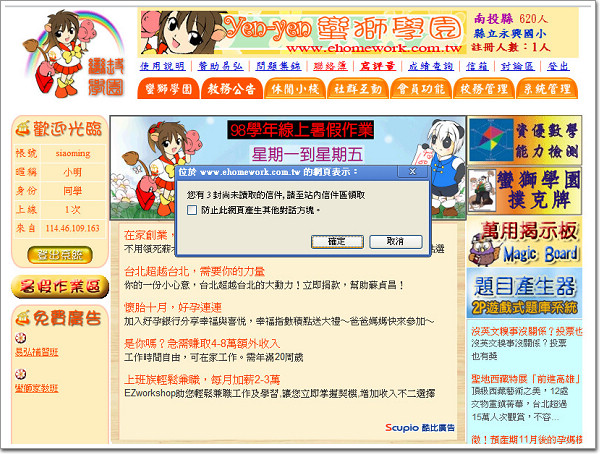 Yen-yen 蠻獅學園
www.ehomework.com.tw
南投縣 620人
縣立永興國小
註冊人數：1人
蠻獅
學園
使用說明 | 贊助易弘 | 問題集錦 | 聯絡簿 | 寫評量 | 成績查詢 | 信箱 | 討論區 | 登出
蠻獅學園 教務公告 休閒小棧 社群互動 會員功能 校務管理 系統管理
歡迎光臨
帳號 siaoming
暱稱 小明
身份 同學
上線 1次
來自 114.46.109.163
登出系統
暑假作業區
免費廣告
易弘補習班
蠻獅家教班
98學年線上暑假作業
星期一到星期五
位於 www.ehomework.com.tw 的網頁表示：
您有 3 封尚未讀取的信件, 請至站內信件區領取
防止此網頁產生其他對話方塊。
確定
取消
在家創業，
不用領死薪
點選
台北超越台北，需要你的力量
你的一份小心意，台北超越台北的大動力！立即捐款，幫助蘇貞昌！
懷胎十月，好孕連連
加入好孕銀行分享幸福與喜悅，幸福指數積點送大禮～爸爸媽媽快來參加～
是你嗎？急需賺取4-8萬額外收入
工作時間自由，可在家工作。需年滿20周歲
上班族輕鬆兼職，每月加薪2-3萬
EZworkshop助您輕鬆兼職工作及學習,讓您立即掌握契機,增加收入不二選擇
Scupio 酷比廣告
資優數學
能力檢測
蠻獅學園
撲克牌
萬用揭示板
Magic Board
題目產生器
2P遊戲式題庫系統
沒英文檢事沒關係？投票也
沒英文檢事沒關係？投票
也有獎
聖地西藏特展「前進高雄」
頂級西藏藝術之美，12處
文物靈鎮菁華，台北超過
15萬人次觀賞，不容...
徵！預產期11月後的孕媽